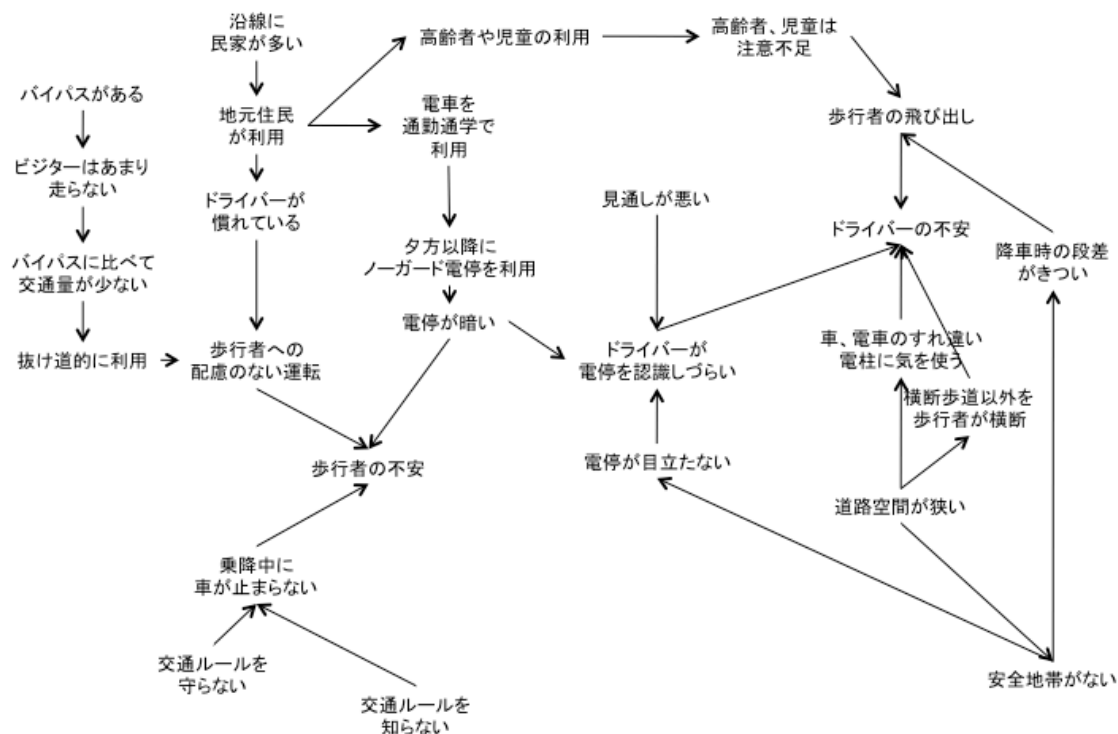 沿線に
民家が多い
高齢者や児童の利用
高齢者、児童は
注意不足
バイパスがある
地元住民
が利用
電車を
通勤通学で
利用
歩行者の飛び出し
ビジターはあまり
走らない
ドライバーが
慣れている
見通しが悪い
ドライバーの不安
降車時の段差
がきつい
夕方以降に
ノーガード電停を利用
バイパスに比べて
交通量が少ない
電停が暗い
抜け道的に利用
歩行者への
配慮のない運転
ドライバーが
電停を認識しづらい
車、電車のすれ違い
電柱に気を使う
横断歩道以外を
歩行者が横断
歩行者の不安
電停が目立たない
道路空間が狭い
乗降中に
車が止まらない
交通ルールを
守らない
交通ルールを
知らない
安全地帯がない